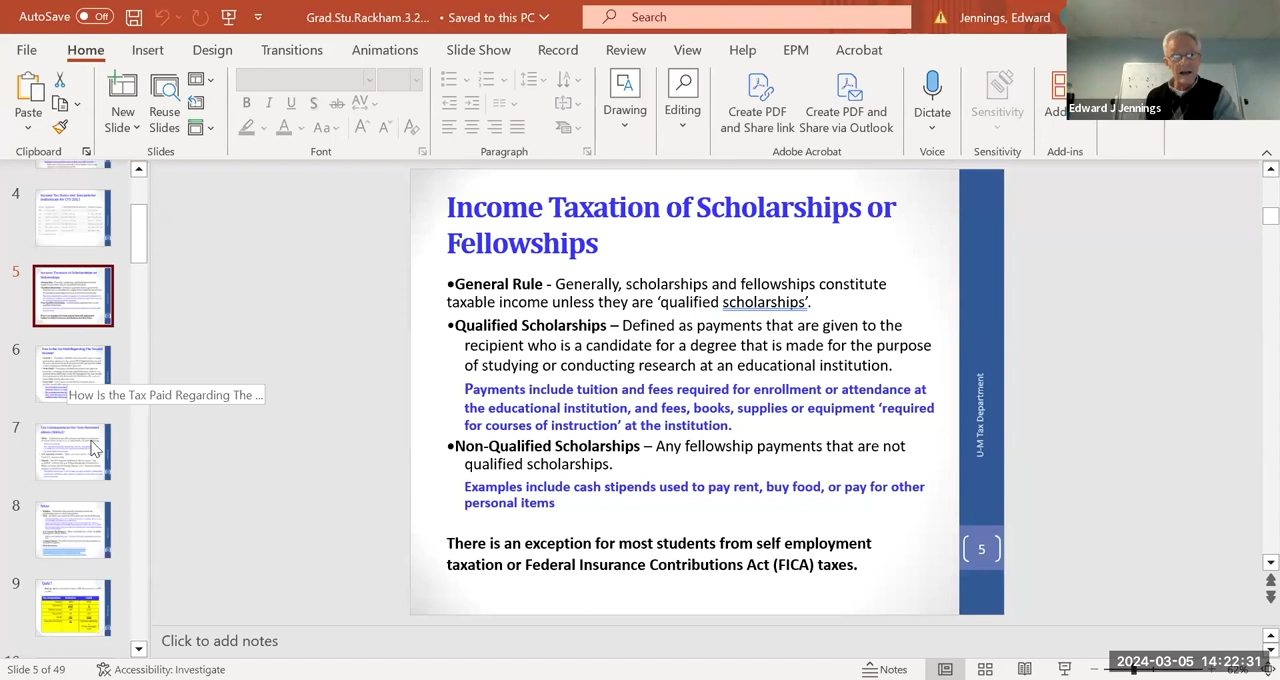 AutoSave Off Grad.Stu.Rackham.3.2... • Saved to this PC Search Jennings, Edward
File Home Insert Design Transitions Animations Slide Show Record Review View Help EPM Acrobat
Edward J Jennings
Paste New Slide Reuse Slides B I U S ab AV Aa A A A Drawing Editing Create PDF and Share link Create PDF and Share via Outlook Dictate Sensitivity
Clipboard Slides Font Paragraph Adobe Acrobat Voice Sensitivity Add-ins
4
5
6
How Is the Tax Paid Regarding The ...
7
8
9
Income Taxation of Scholarships or
Fellowships
•General Rule - Generally, scholarships and fellowships constitute
taxable income unless they are ‘qualified salarships’.
•Qualified Scholarships – Defined as payments that are given to the
recipient who is a candidate for a degree that is made for the purpose
of studying or conducting research at an educational institution.
Payments include tuition and fees required for enrollment or attendance at
the educational institution, and fees, books, supplies or equipment ‘required
for courses of instruction’ at the institution.
•Non-Qualified Scholarships – Any fellowship payments that are not
qualified scholarships.
Examples include cash stipends used to pay rent, buy food, or pay for other
personal items
There is an exception for most students from self employment
taxation or Federal Insurance Contributions Act (FICA) taxes.
U-M Tax Department
5
Click to add notes
Slide 5 of 49 Accessibility: Investigate Notes
2024-03-05 14:22:31